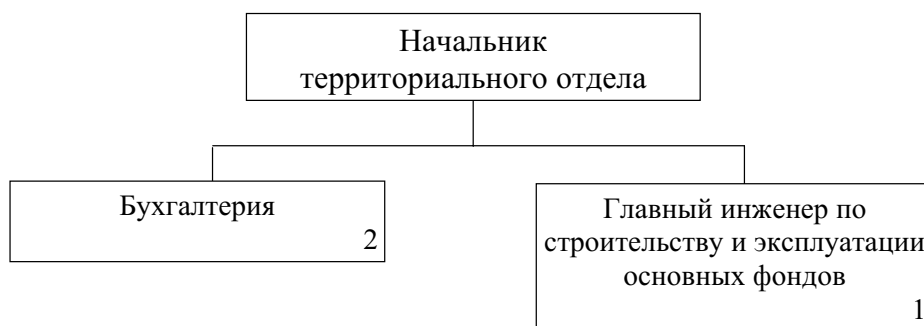 Начальник
территориального отдела
Бухгалтерия
2
Главный инженер по
строительству и эксплуатации
основных фондов
1